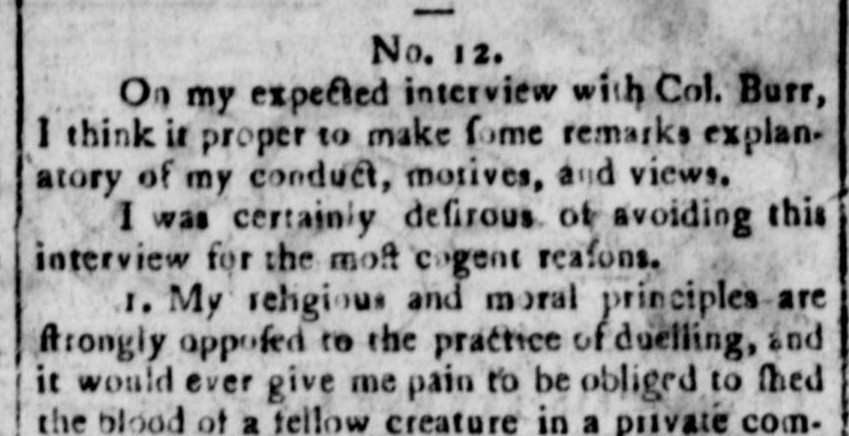 No. 12.
On my expected interview with Col. Burr,
I think it proper to make ſome remarks explan-
atory of my conduct, motives, and views.
I was certainly deſirous of avoiding this
interview for the moſt cogent reaſons.
1. My religious and moral principles are
ſtrongly oppoſed to the practice of duelling, and
it would ever give me pain to be obliged to ſhed
the blood of a fellow creature in a private com-